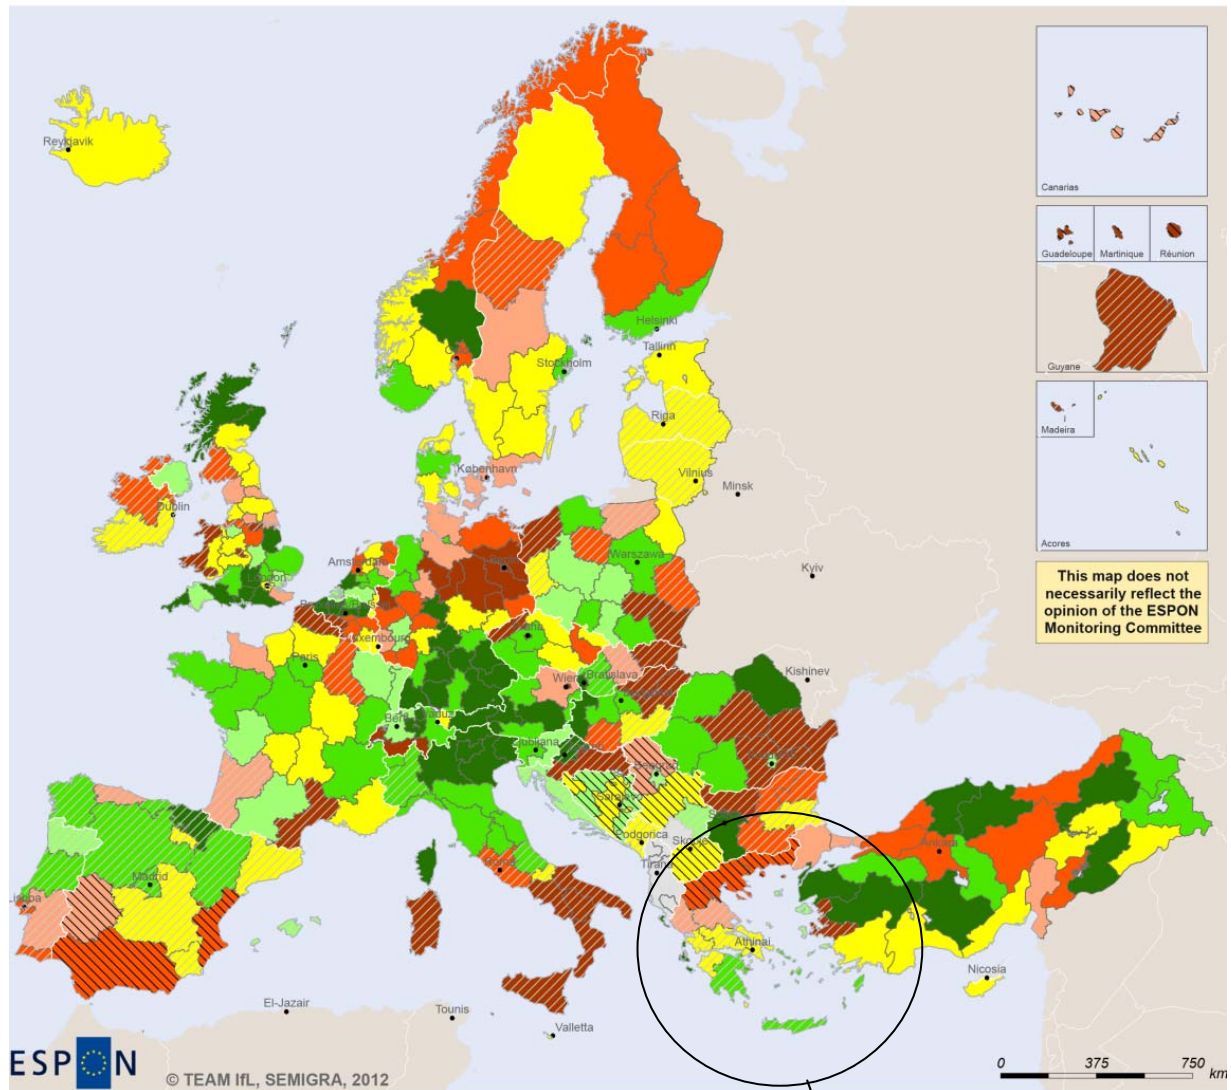 Reykjavik
Canarias
Guadeloupe
Martinique
Réunion
Guyane
Madeira
Acores
This map does not
necessarily reflect the
opinion of the ESPON
Monitoring Committee
Helsinki
Tallinn
Stockholm
Riga
København
Vilnius
Minsk
Dublin
Warszawa
London
Kyiv
Paris
Wien
Bratislava
Kishinev
Bern
Ljubljana
Podgorica
Skopje
Ankara
Tirana
Madrid
Roma
Lisboa
Athinai
Nicosia
El-Jazair
Tounis
Valletta
ESPON
© TEAM IfL, SEMIGRA, 2012
0 375 750
km